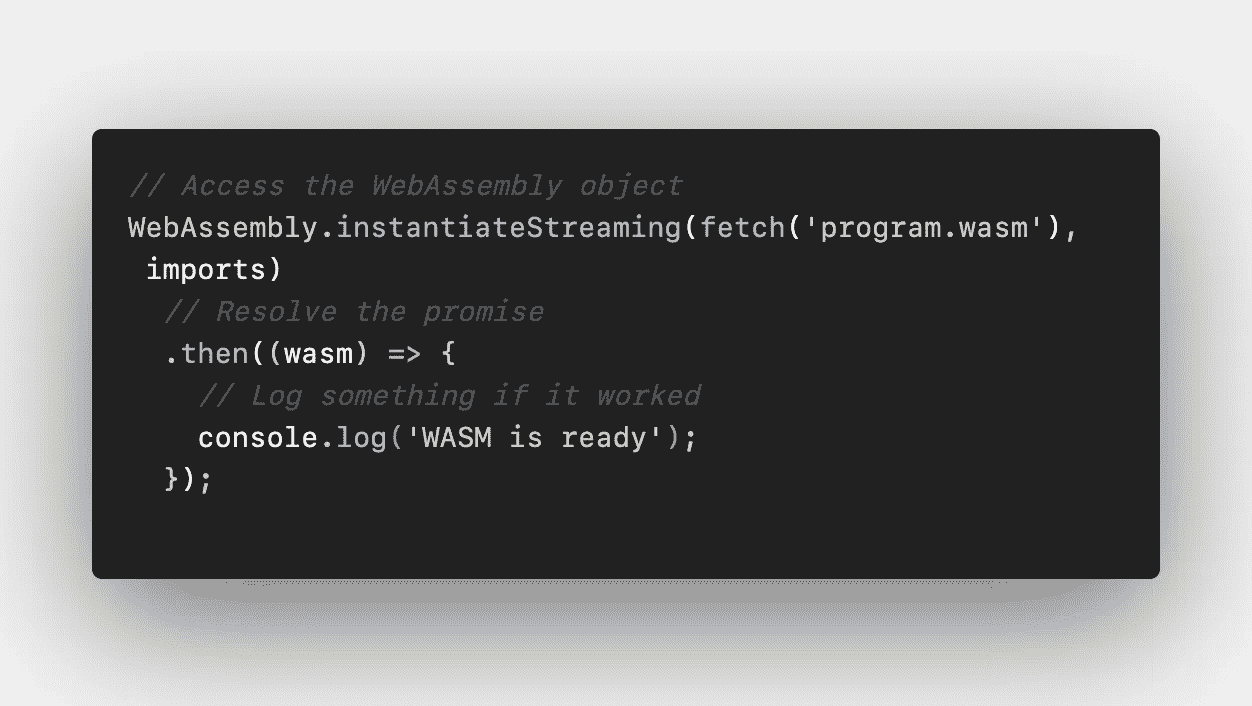 // Access the WebAssembly object
WebAssembly.instantiateStreaming(fetch('program.wasm'),
imports)
// Resolve the promise
.then((wasm) => {
// Log something if it worked
console.log('WASM is ready');
});